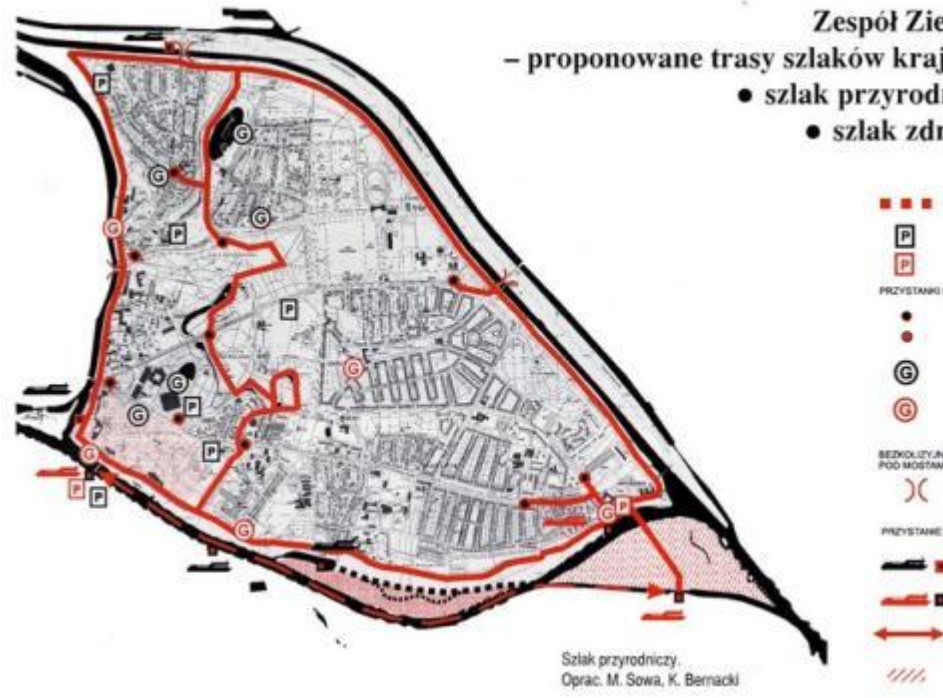 Zespół Zie
– proponowane trasy szlaków kraj
● szlak przyrodn
● szlak zdr
P
P
PRZYSTANKI
G
G
BEZKOLIZYJN
POD MOSTAM
PRZYSTANIE
P
G
G
G
G
P
P
G
G
G
P
P
G
P
P
G
G
P
Szlak przyrodniczy.
Oprac. M. Sowa, K. Bernacki